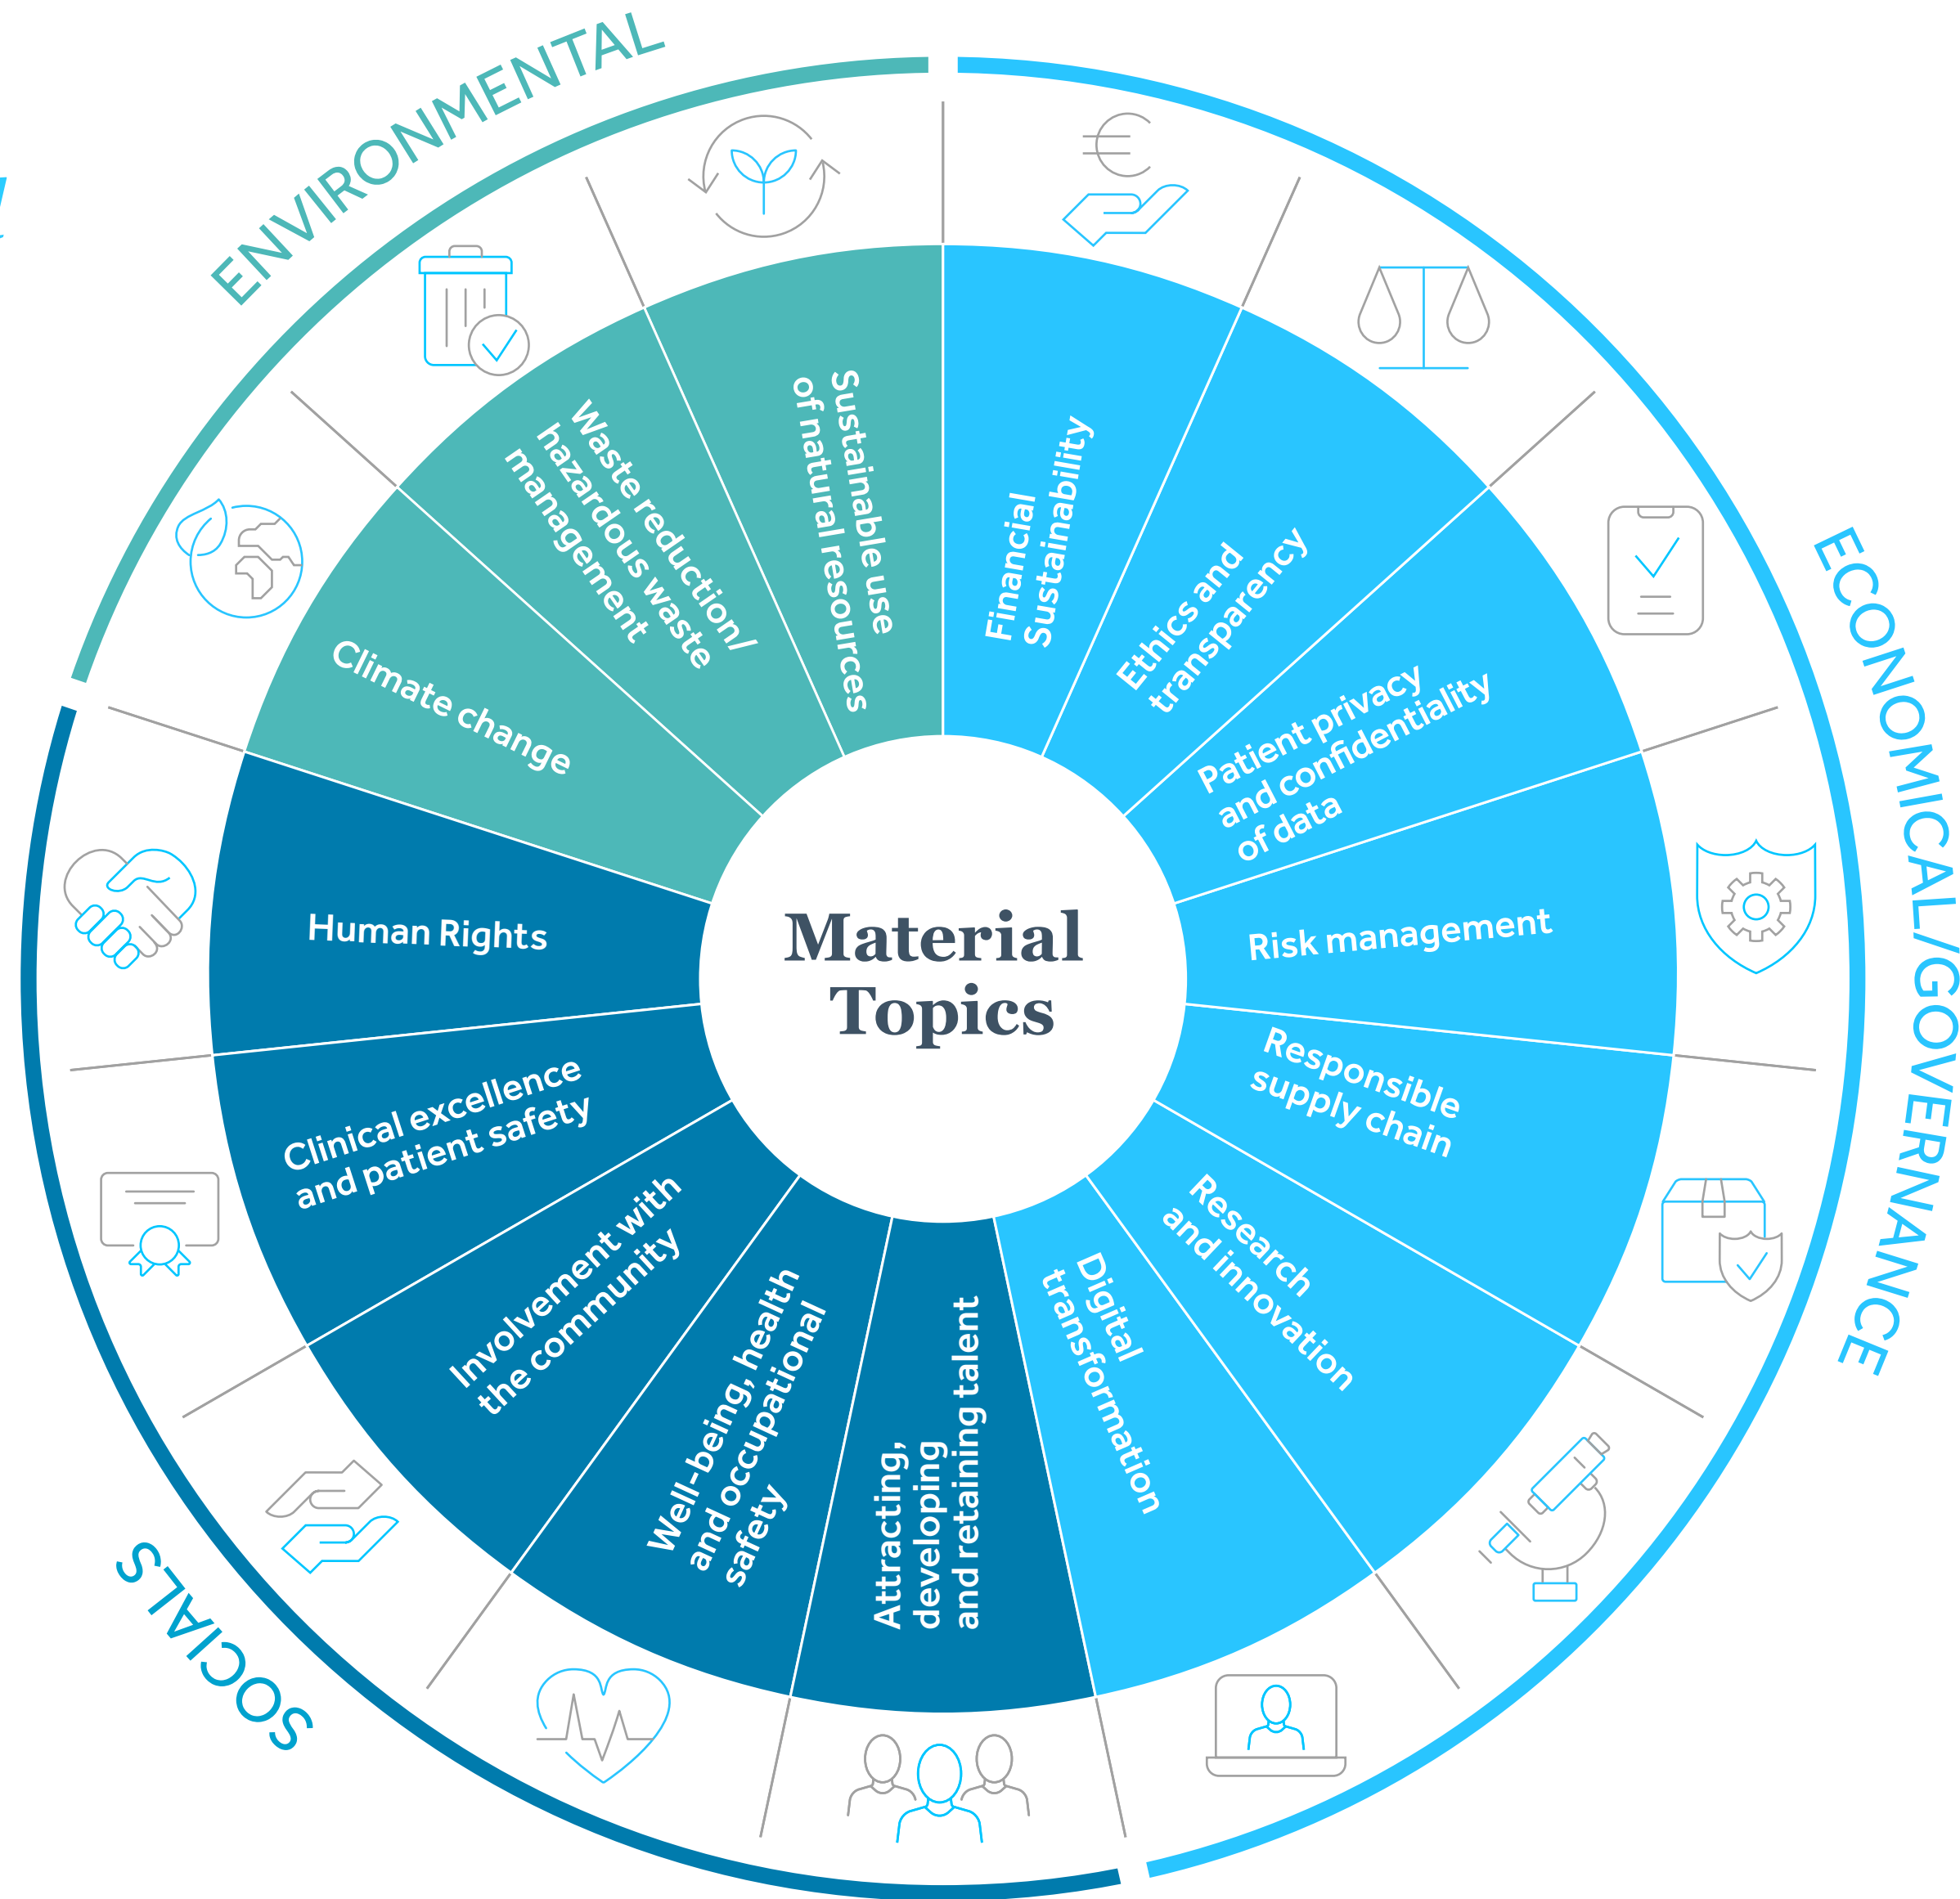 ENVIRONMENTAL
ECONOMICAL/GOVERNANCE
SOCIALS
Material
Topics
Financial
Sustainability
Ethics and
transparency
Patient privacy
and confidentiality
of data
Risk management
Responsible
supply chain
Research
and innovation
Digital
transformation
Attracting,
developing
and retaining talent
Well-being, health
and occupational
safety
Involvement with
the community
Clinical excellence
and patient safety
Human Rights
Climate change
Waste reduction/
hazardous waste
management
Sustainable use
of natural resources